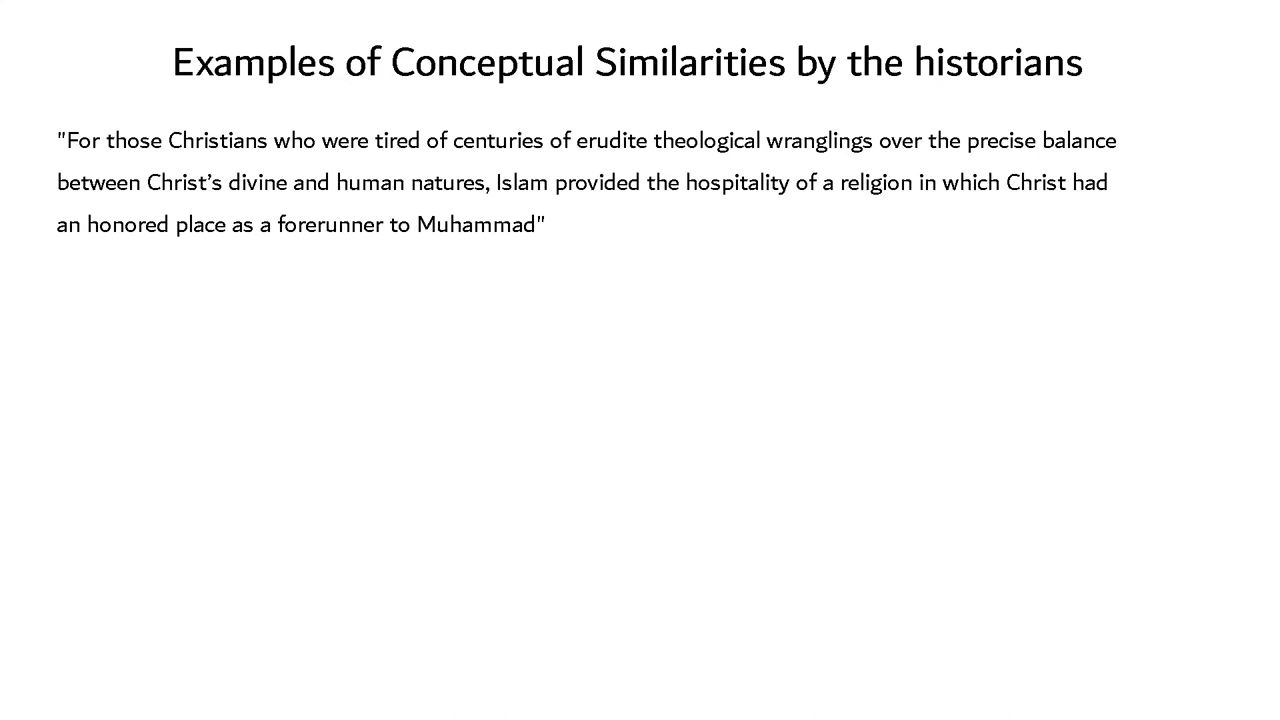 Examples of Conceptual Similarities by the historians
"For those Christians who were tired of centuries of erudite theological wranglings over the precise balance
between Christ’s divine and human natures, Islam provided the hospitality of a religion in which Christ had
an honored place as a forerunner to Muhammad"